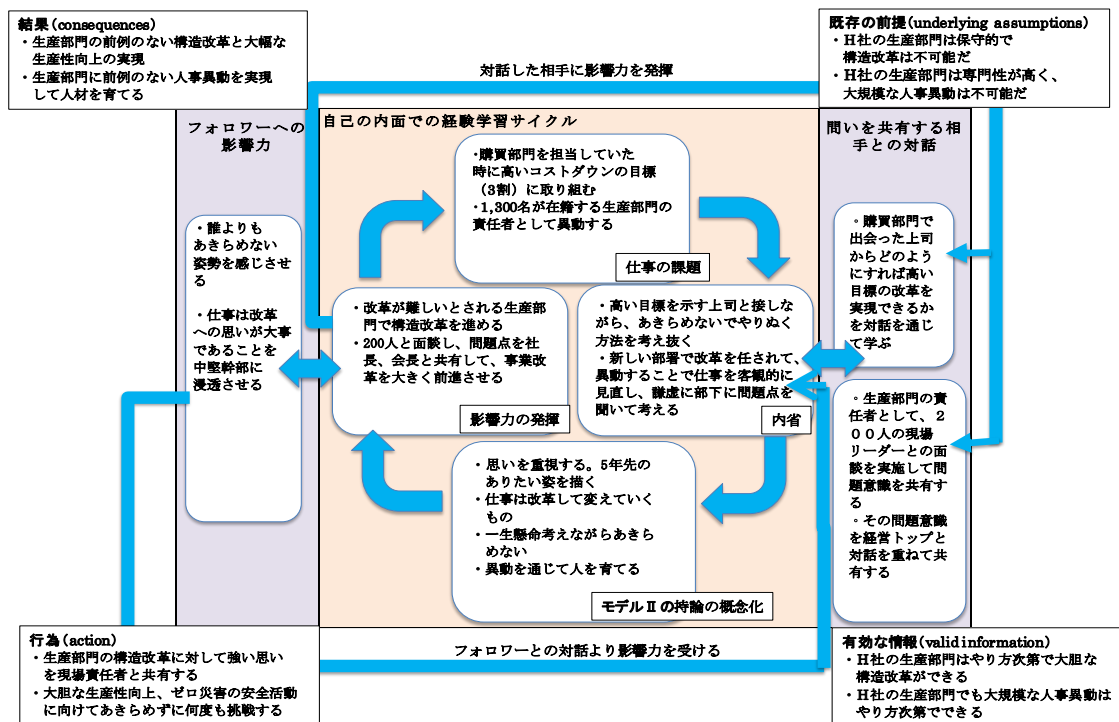 結果(consequences)
・生産部門の前例のない構造改革と大幅な
生産性向上の実現
・生産部門に前例のない人事異動を実現
して人材を育てる
対話した相手に影響力を発揮
既存の前提(underlying assumptions)
・H社の生産部門は保守的で
構造改革は不可能だ
・H社の生産部門は専門性が高く、
大規模な人事異動は不可能だ
フォロワーへの
影響力
自己の内面での経験学習サイクル
問いを共有する相
手との対話
・購買部門を担当していた
時に高いコストダウンの目標
(3割)に取り組む
・1,300名が在籍する生産部門の
責任者として異動する
仕事の課題
・誰よりも
あきらめない
姿勢を感じさせ
る
・仕事は改革
への思いが大事
であることを
中堅幹部に
浸透させる
・改革が難しいとされる生産部
門で構造改革を進める
・200人と面談し、問題点を社
長、会長と共有して、事業改
革を大きく前進させる
影響力の発揮
・高い目標を示す上司と接しな
がら、あきらめないでやりぬく
方法を考え抜く
・新しい部署で改革を任されて、
異動することで仕事を客観的に
見直し、謙虚に部下に問題点を
聞いて考える
内省
・購買部門で
出会った上司
からどのよう
にすれば高い
目標の改革を
実現できるか
を対話を通じ
て学ぶ
・生産部門の責
任者として、2
00人の現場
リーダーとの面
談を実施して問
題意識を共有す
る
・その問題意識
を経営トップと
対話を重ねて共
有する
・思いを重視する。5年先の
ありたい姿を描く
・仕事は改革して変えていく
もの
・一生懸命考えながらあきら
めない
・異動を通じて人を育てる
モデルⅡの持論の概念化
行為(action)
・生産部門の構造改革に対して強い思い
を現場責任者と共有する
・大胆な生産性向上、ゼロ災害の安全活動
に向けてあきらめずに何度も挑戦する
フォロワーとの対話より影響力を受ける
有効な情報(valid information)
・H社の生産部門はやり方次第で大胆な
構造改革ができる
・H社の生産部門でも大規模な人事異動は
やり方次第でできる